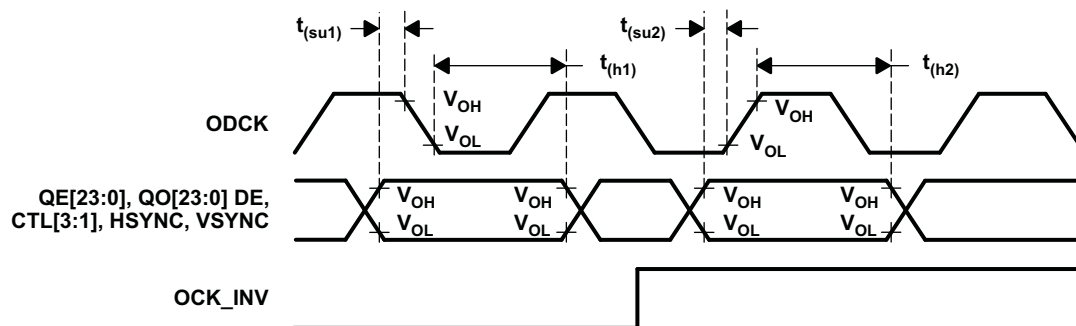 t(su1)
t(su2)
t(h1)
t(h2)
ODCK
VOH
VOL
VOH
VOL
QE[23:0], QO[23:0] DE,
CTL[3:1], HSYNC, VSYNC
VOH
VOH
VOH
VOH
VOL
VOL
VOL
VOL
OCK_INV